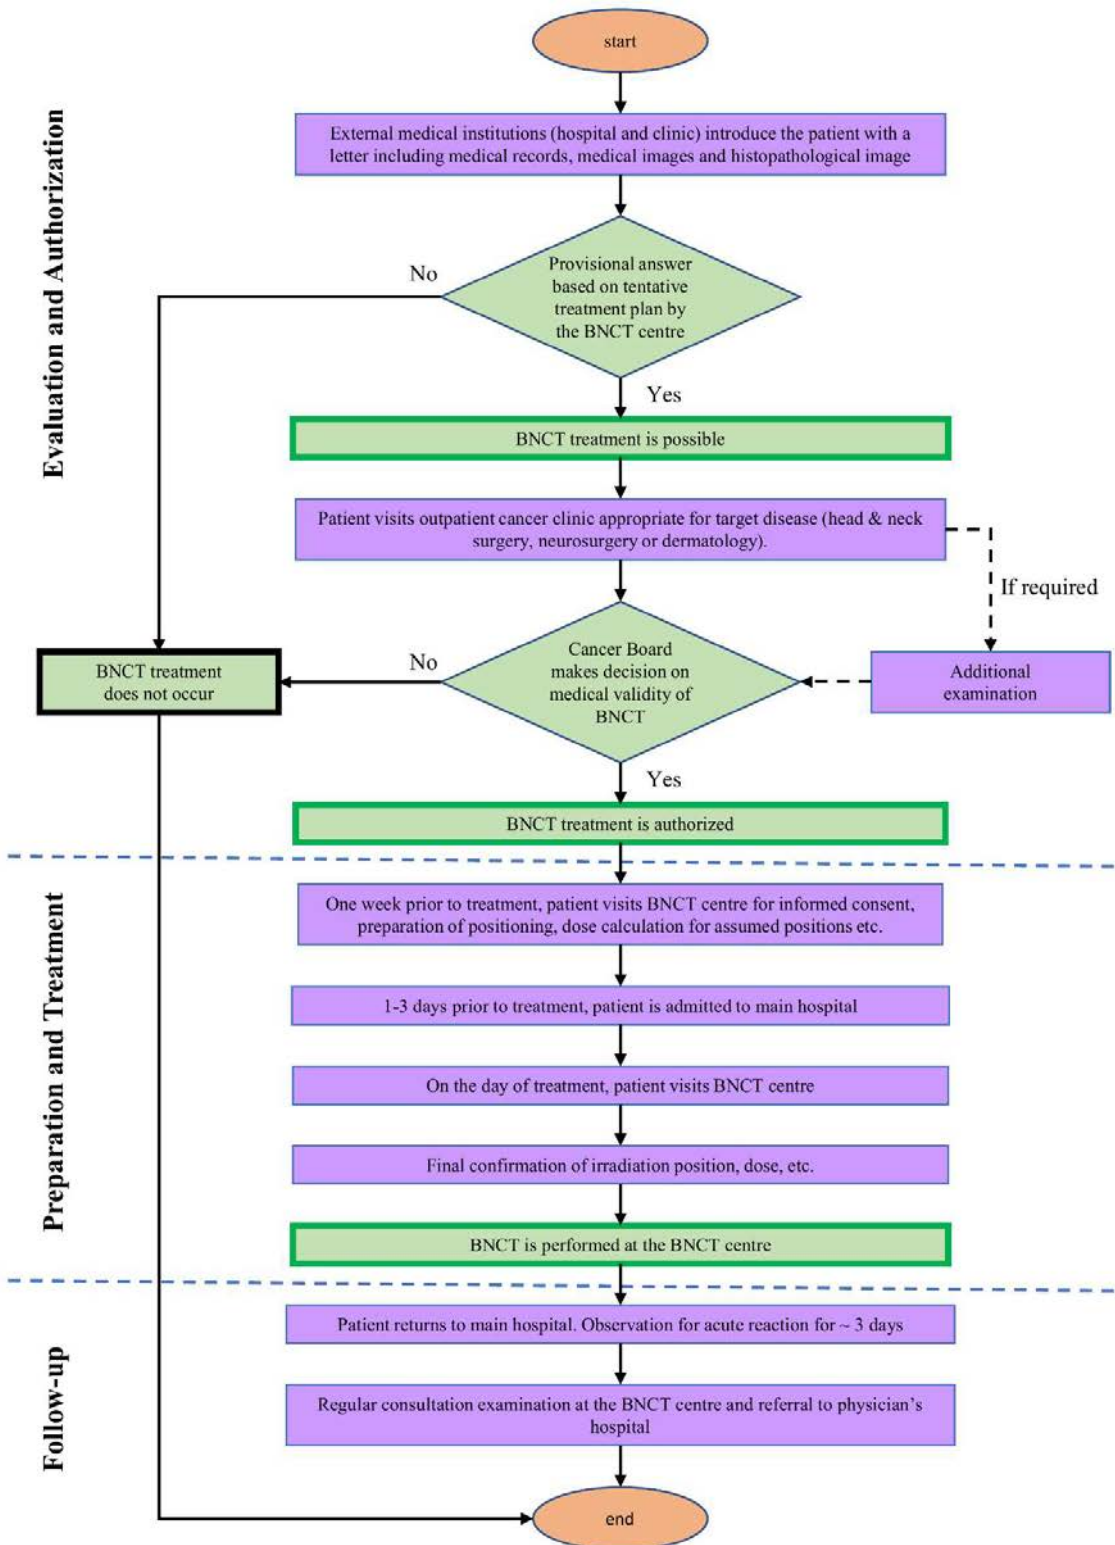 start
Evaluation and Authorization
External medical institutions (hospital and clinic) introduce the patient with a
letter including medical records, medical images and histopathological image
No
Provisional answer
based on tentative
treatment plan by
the BNCT centre
Yes
BNCT treatment is possible
Patient visits outpatient cancer clinic appropriate for target disease (head & neck
surgery, neurosurgery or dermatology).
If required
BNCT treatment
does not occur
No
Cancer Board
makes decision on
medical validity of
BNCT
Additional
examination
Yes
BNCT treatment is authorized
Preparation and Treatment
One week prior to treatment, patient visits BNCT centre for informed consent,
preparation of positioning, dose calculation for assumed positions etc.
1-3 days prior to treatment, patient is admitted to main hospital
On the day of treatment, patient visits BNCT centre
Final confirmation of irradiation position, dose, etc.
BNCT is performed at the BNCT centre
Follow-up
Patient returns to main hospital. Observation for acute reaction for ~ 3 days
Regular consultation examination at the BNCT centre and referral to physician's
hospital
end